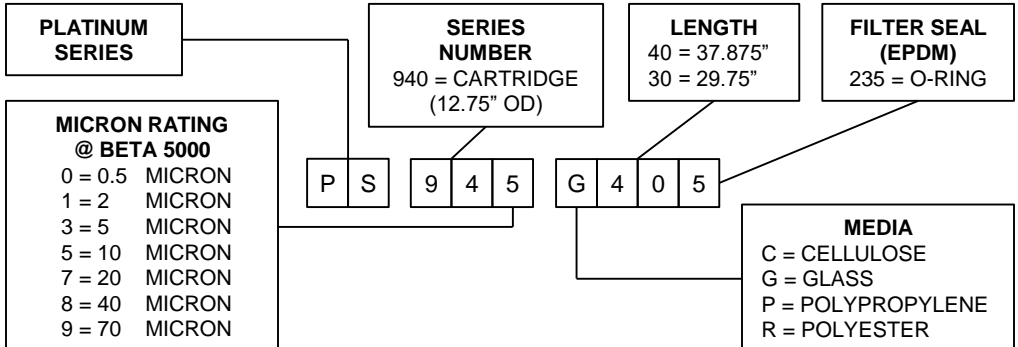 PLATINUM
SERIES
SERIES
NUMBER
940 = CARTRIDGE
(12.75” OD)
LENGTH
40 = 37.875”
30 = 29.75”
FILTER SEAL
(EPDM)
235 = O-RING
MICRON RATING
@ BETA 5000
0 = 0.5 MICRON
1 = 2 MICRON
3 = 5 MICRON
5 = 10 MICRON
7 = 20 MICRON
8 = 40 MICRON
9 = 70 MICRON
P S 9 4 5 G 4 0 5
MEDIA
C = CELLULOSE
G = GLASS
P = POLYPROPYLENE
R = POLYESTER